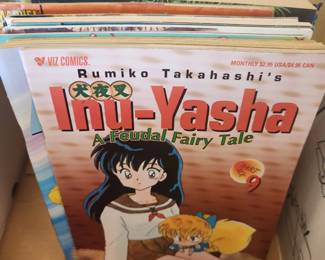 VIZ COMICS
MONTHLY $2.95 USA/$4.95 CAN
Rumiko Takahashi's
犬夜叉
Inu-Yasha
A Feudal Fairy Tale
9